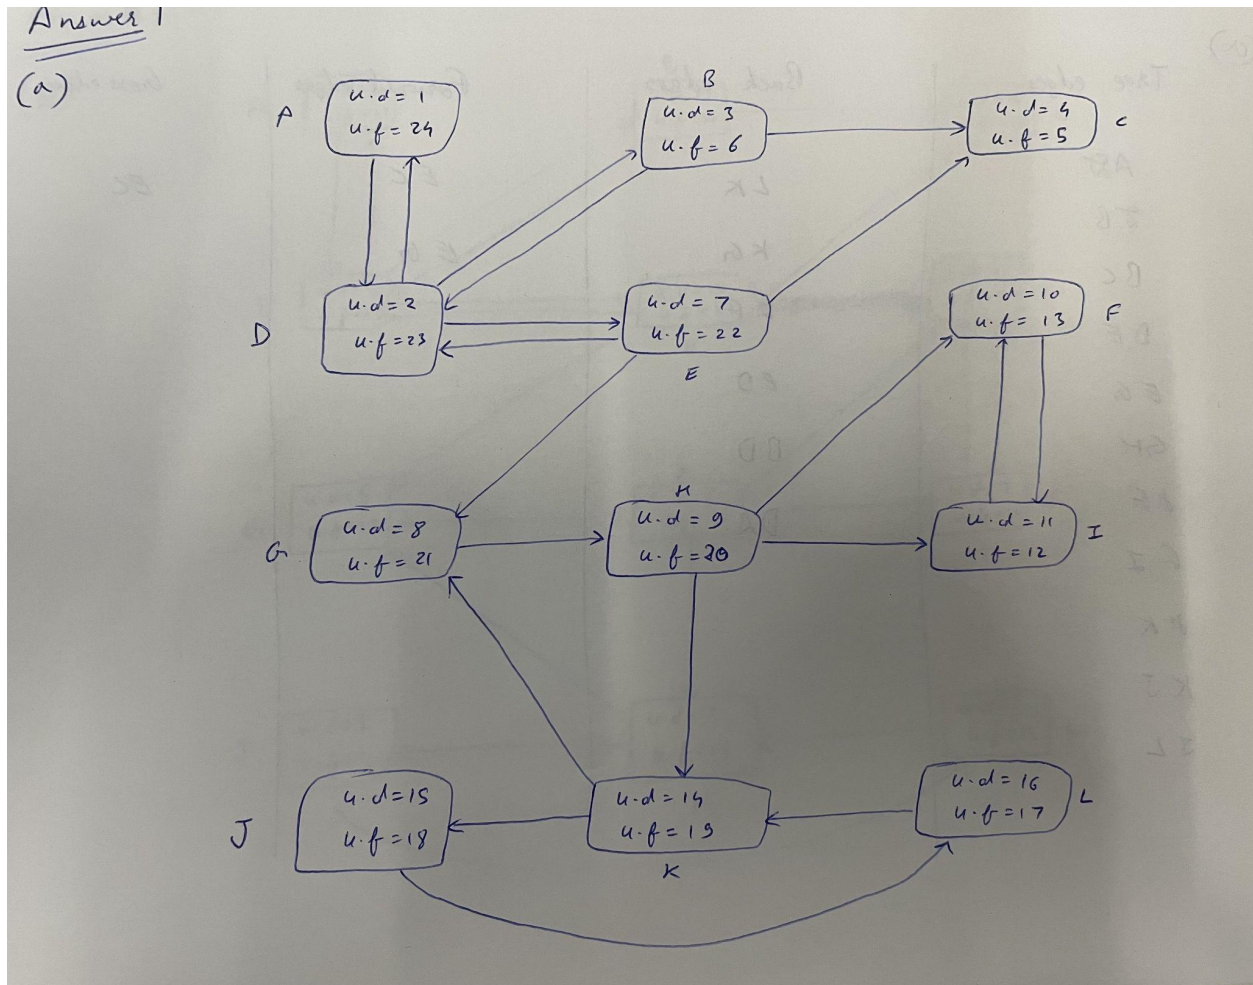 Answer 1
(a)
A
u.d = 1
u.f = 24
B
u.d = 3
u.f = 6
u.d = 4
u.f = 5
C
D
u.d = 2
u.f = 23
u.d = 7
u.f = 22
E
u.d = 10
u.f = 13
F
G
u.d = 8
u.f = 21
H
u.d = 9
u.f = 20
u.d = 11
u.f = 12
I
J
u.d = 15
u.f = 18
u.d = 14
u.f = 19
K
u.d = 16
u.f = 17
L